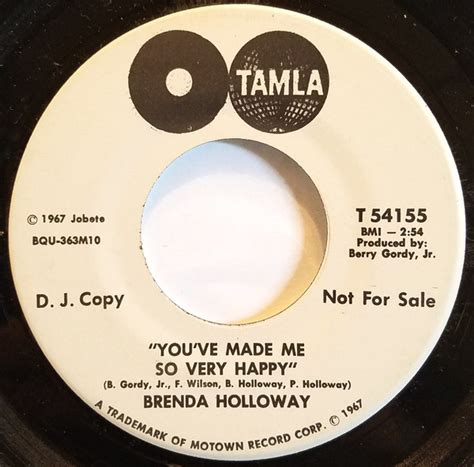 TAMLA
© 1967 Jobete
BQU-363M10
D. J. Copy
T 54155
BMI — 2:54
Produced by:
Berry Gordy, Jr.
Not For Sale
"YOU'VE MADE ME
SO VERY HAPPY"
(B. Gordy, Jr., F. Wilson, B. Holloway, P. Holloway)
BRENDA HOLLOWAY
A TRADEMARK OF MOTOWN RECORD CORP. © 1967